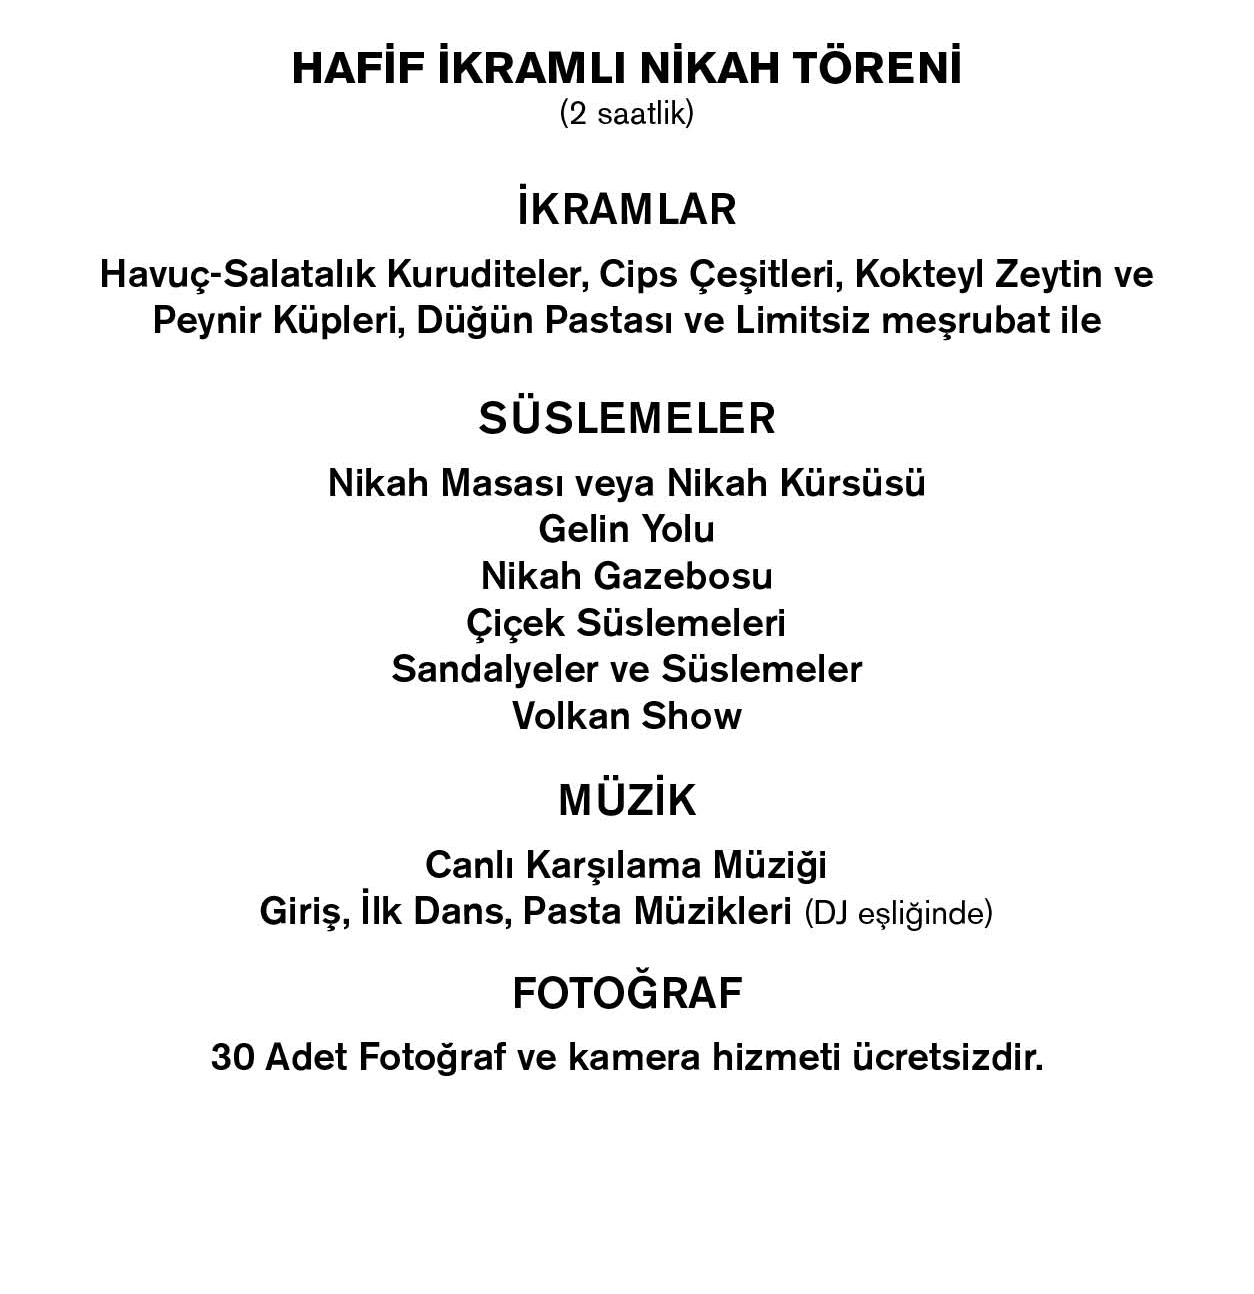 HAFİF İKRAMLI NİKAH TÖRENİ
(2 saatlik)
İKRAMLAR
Havuç-Salatalık Kuruditeler, Cips Çeşitleri, Kokteyl Zeytin ve
Peynir Küpleri, Düğün Pastası ve Limitsiz meşrubat ile
SÜSLEMELER
Nikah Masası veya Nikah Kürsüsü
Gelin Yolu
Nikah Gazebosu
Çiçek Süslemeleri
Sandalyeler ve Süslemeler
Volkan Show
MÜZİK
Canlı Karşılama Müziği
Giriş, İlk Dans, Pasta Müzikleri (DJ eşliğinde)
FOTOĞRAF
30 Adet Fotoğraf ve kamera hizmeti ücretsizdir.